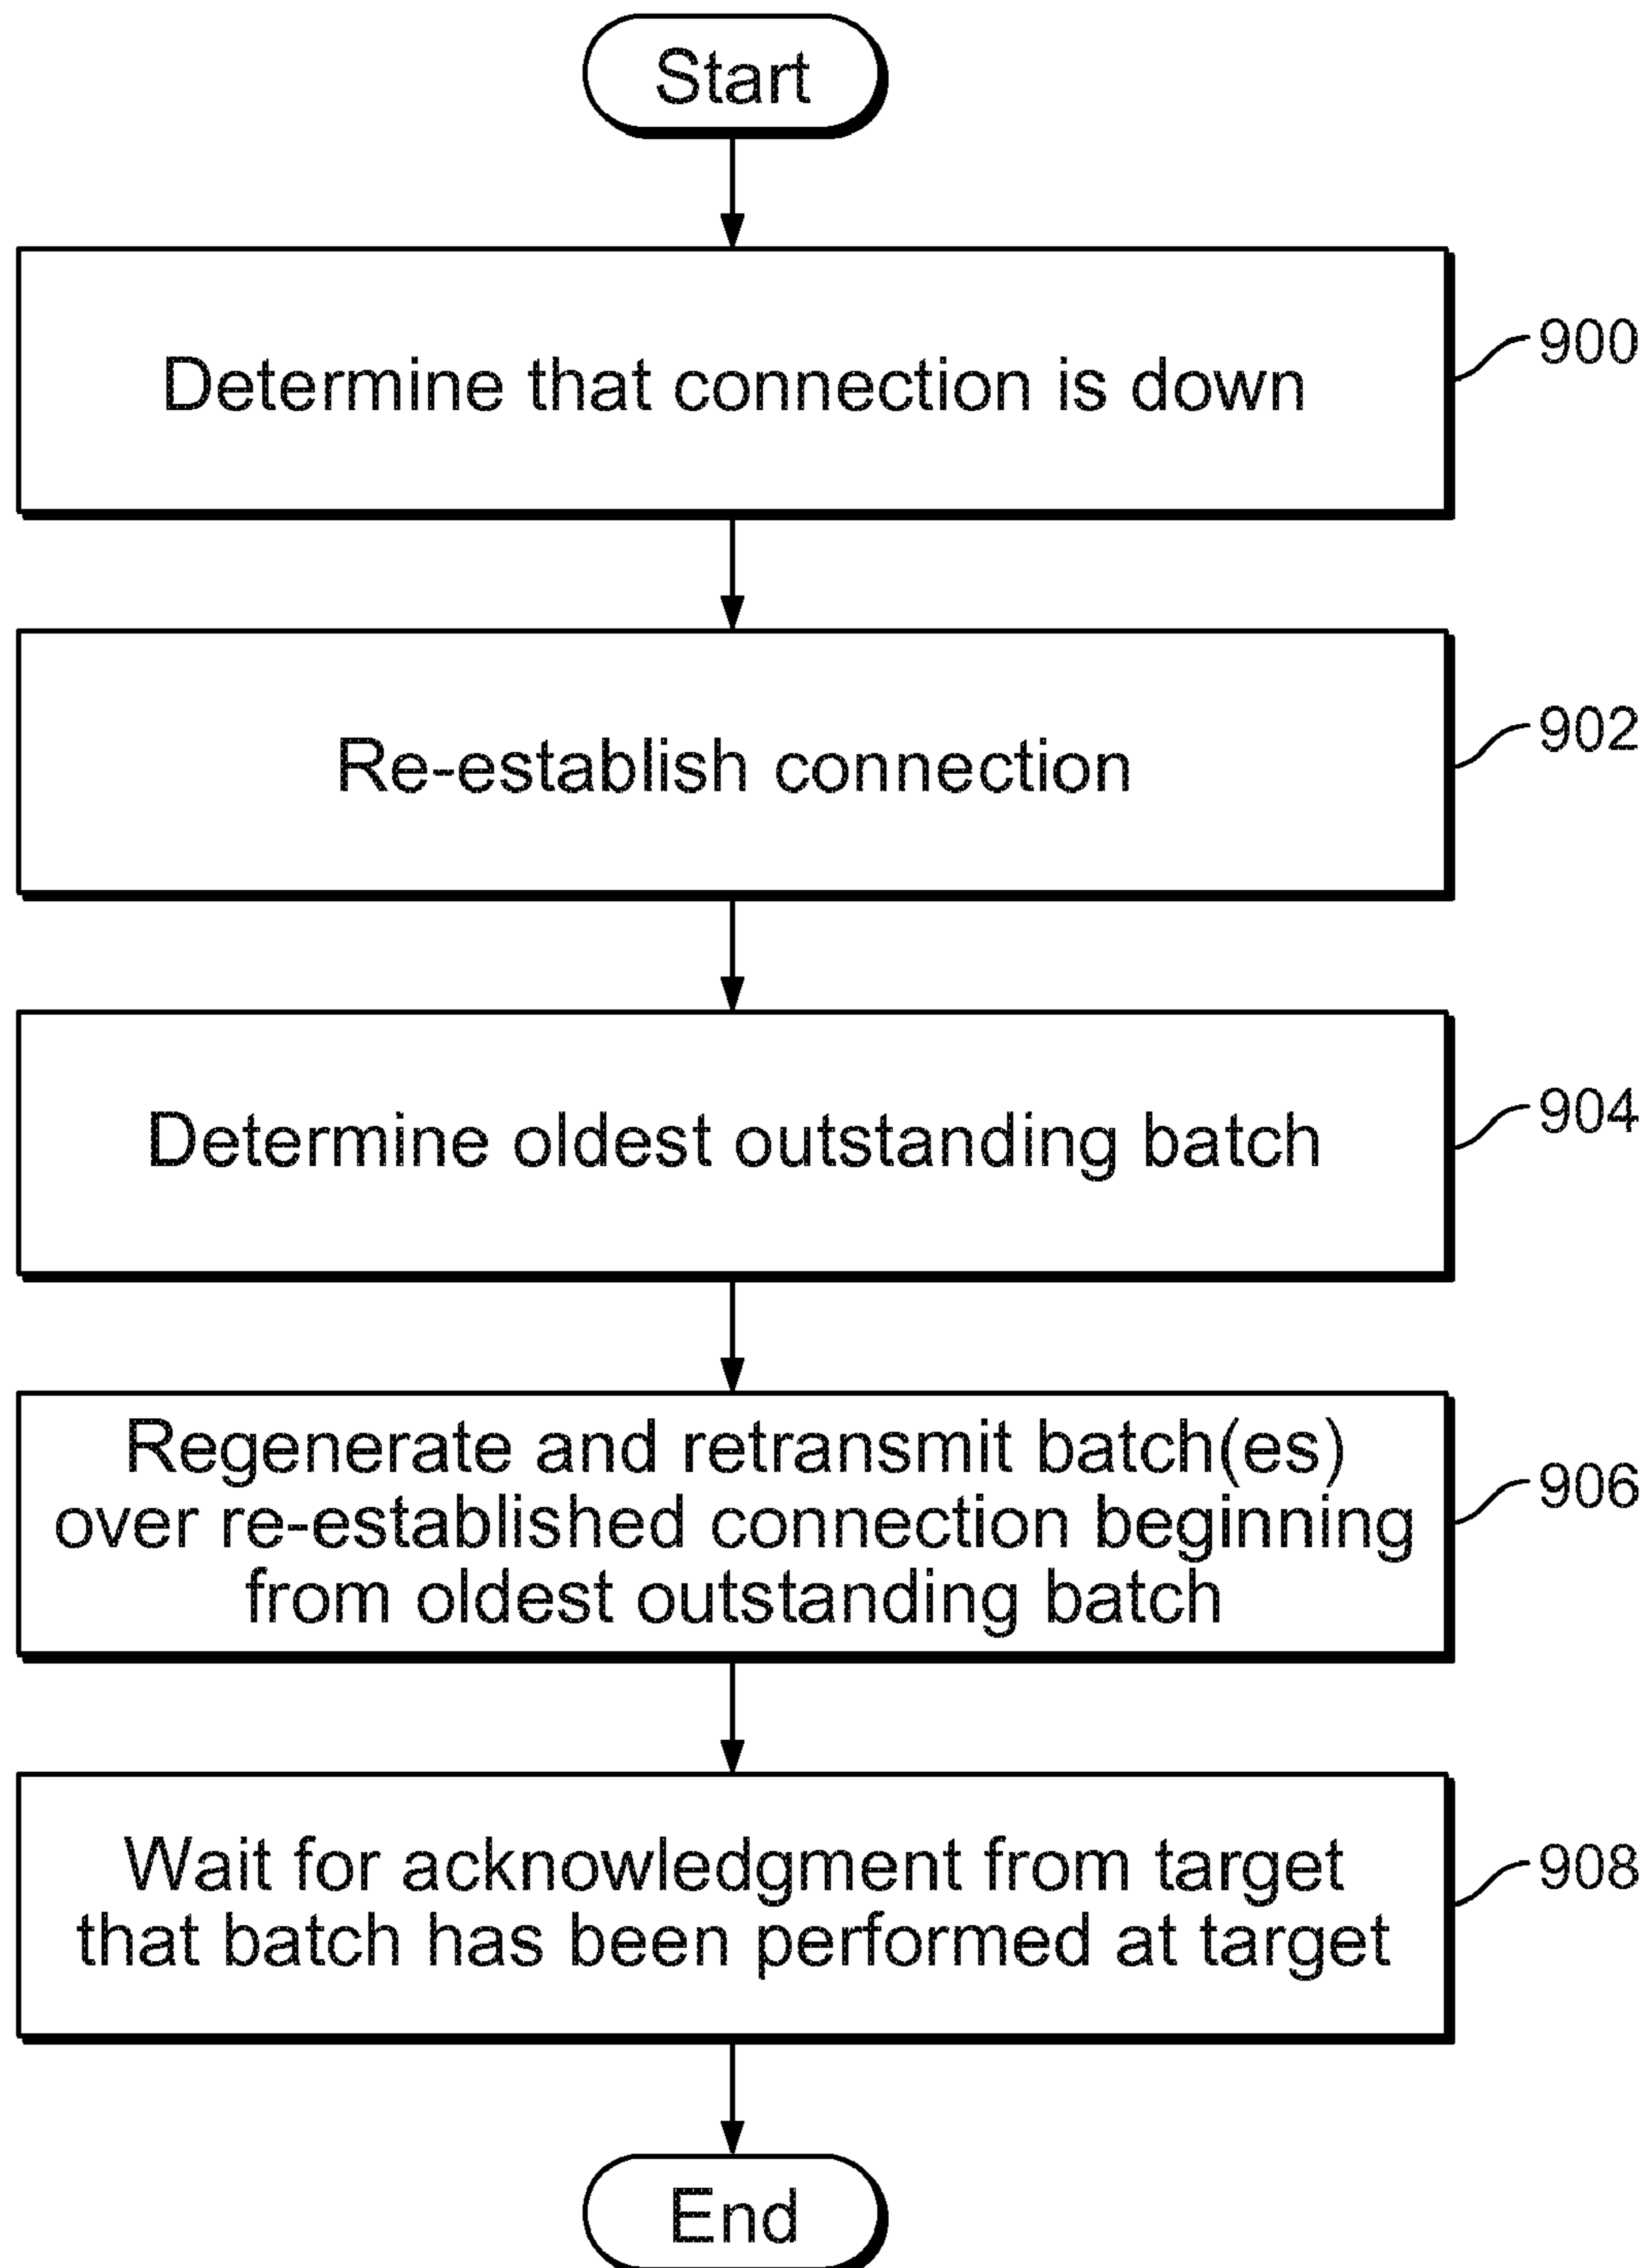 Start
Determine that connection is down
900
Re-establish connection
902
Determine oldest outstanding batch
904
Regenerate and retransmit batch(es)
over re-established connection beginning
from oldest outstanding batch
906
Wait for acknowledgment from target
that batch has been performed at target
908
End